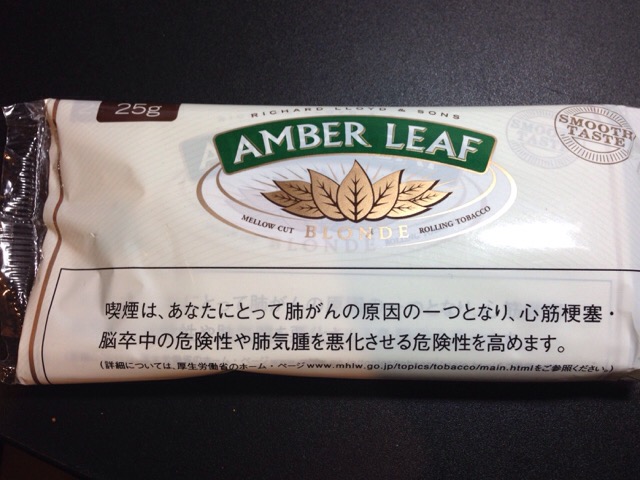 25g
RICHARD LLOYD & SONS
AMBER LEAF
SMOOTH
TASTE
MELLOW CUT
BLONDE
ROLLING TOBACCO
喫煙は、あなたにとって肺がんの原因の一つとなり、心筋梗塞・
脳卒中の危険性や肺気腫を悪化させる危険性を高めます。
(詳細については、厚生労働省のホーム・ページwww.mhlw.go.jp/topics/tobacco/main.htmlをご参照ください。)